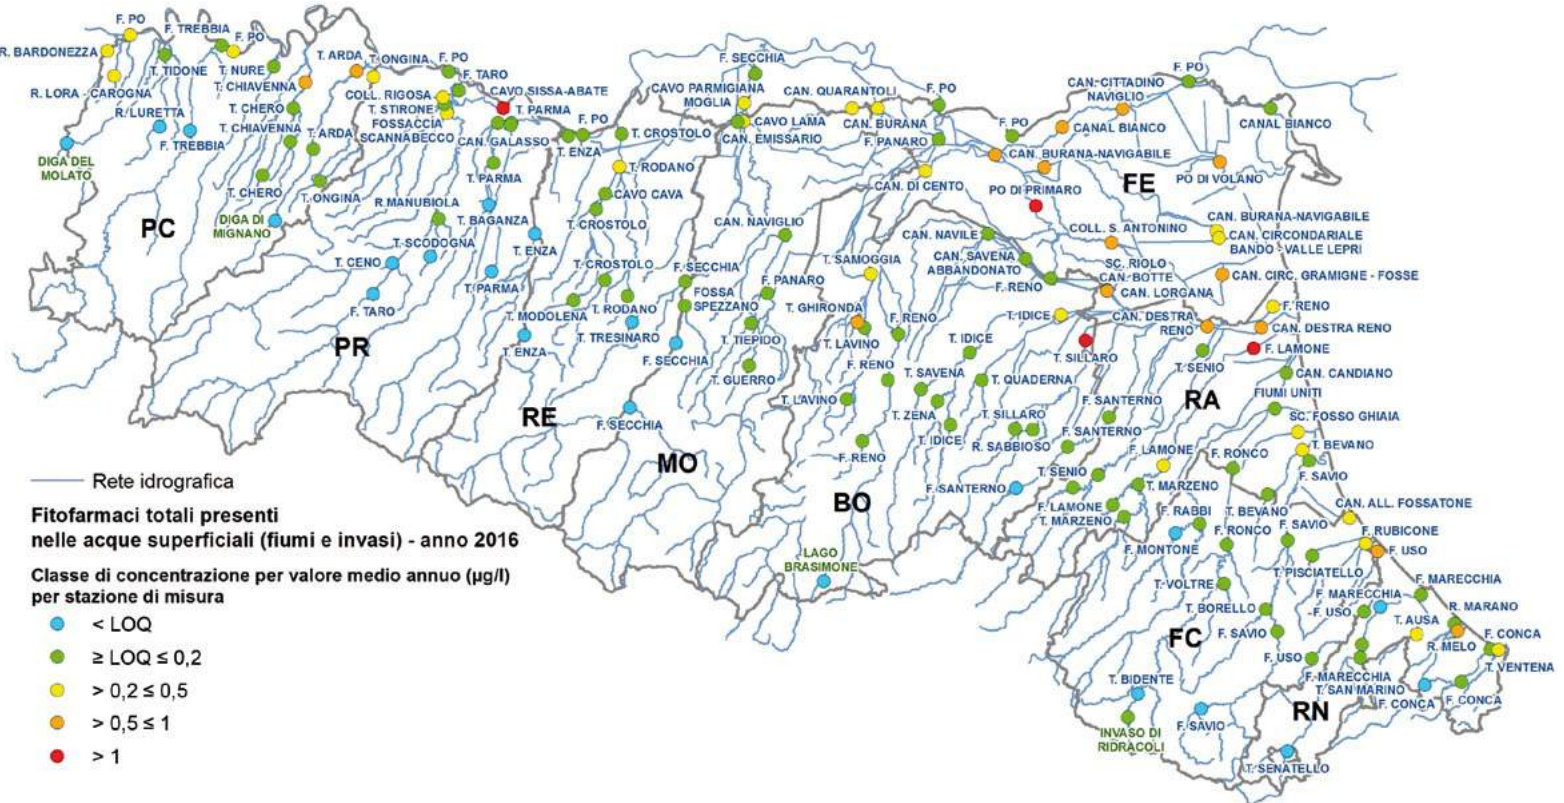 F. PO
F. TREBBIA
F. PO
R. BARDONEZZA
T. TIDONE
T. NURE
T. ARDA
T. ONGINA
F. PO
F. TARO
R. LORA - CAROGNA
T. CHIAVENNA
COLL. RIGOSA
CAVO SISSA-ABATE
R. LURETTA
T. CHERO
T. STIRONE
T. PARMA
FOSSACCIA
SCANNABECCO
F. TREBBIA
T. CHIAVENNA
T. ARDA
CAN. GALASSO
T. ENZA
F. PO
T. CROSTOLO
DIGA DEL
MOLATO
T. CHERO
T. ONGINA
T. PARMA
T. RODANO
CAVO CAVA
DIGA DI
MIGNANO
R. MANUBIOLA
T. BAGANZA
T. CROSTOLO
PC
T. SCODOGNA
T. ENZA
T. CENO
T. PARMA
T. CROSTOLO
F. TARO
T. MODOLENA
T. RODANO
T. TRESINARO
PR
T. ENZA
RE
F. SECCHIA
CAVO PARMIGIANA
MOGLIA
CAN. QUARANTOLI
F. PO
CAVO LAMA
CAN. BURANA
CAN. EMISSARIO
F. PANARO
CAN. DI CENTO
CAN. NAVIGLIO
F. SECCHIA
F. PANARO
FOSSA
SPEZZANO
T. TIEPIDO
F. SECCHIA
T. GUERRO
F. SECCHIA
MO
F. PO
CAN. CITTADINO
NAVIGLIO
CANAL BIANCO
CANAL BIANCO
F. PO
CAN. BURANA-NAVIGABILE
FE
PO DI VOLANO
PO DI PRIMARO
CAN. BURANA-NAVIGABILE
CAN. CIRCONDARIALE
BANDO - VALLE LEPRI
COLL. S. ANTONINO
CAN. NAVILE
CAN. SAVENA
ABBANDONATO
T. SAMOGGIA
SC. RIOLO
CAN. BOTTE
CAN. CIRC. GRAMIGNE - FOSSE
F. RENO
CAN. LORGANA
T. GHIRONDA
F. RENO
T. IDICE
CAN. DESTRA
RENO
F. RENO
CAN. DESTRA RENO
T. LAVINO
T. IDICE
T. SILLARO
F. LAMONE
T. SENIO
F. RENO
T. SAVENA
T. QUADERNA
CAN. CANDIANO
T. LAVINO
T. ZENA
T. SILLARO
F. SANTERNO
RA
FIUMI UNITI
SC. FOSSO GHIAIA
T. IDICE
R. SABBIOSO
F. SANTERNO
T. BEVANO
F. RENO
F. LAMONE
F. RONCO
T. SENIO
F. SAVIO
F. SANTERNO
T. MARZENO
BO
F. LAMONE
T. MARZENO
F. RABBI
T. BEVANO
CAN. ALL. FOSSATONE
F. RONCO
F. SAVIO
F. RUBICONE
F. MONTONE
F. USO
LAGO
BRASIMONE
T. PISCIATELLO
T. VOLTRE
F. MARECCHIA
F. MARECCHIA
T. BORELLO
F. USO
T. AUSA
R. MARANO
FC
F. SAVIO
R. MELO
F. CONCA
F. USO
T. VENTENA
F. MARECCHIA
T. SAN MARINO
T. BIDENTE
F. CONCA
F. CONCA
F. SAVIO
RN
INVASO DI
RIDRACOLI
T. SENATELLO
Rete idrografica
Fitofarmaci totali presenti
nelle acque superficiali (fiumi e invasi) - anno 2016
Classe di concentrazione per valore medio annuo (µg/l)
per stazione di misura
< LOQ
≥ LOQ ≤ 0,2
> 0,2 ≤ 0,5
> 0,5 ≤ 1
> 1